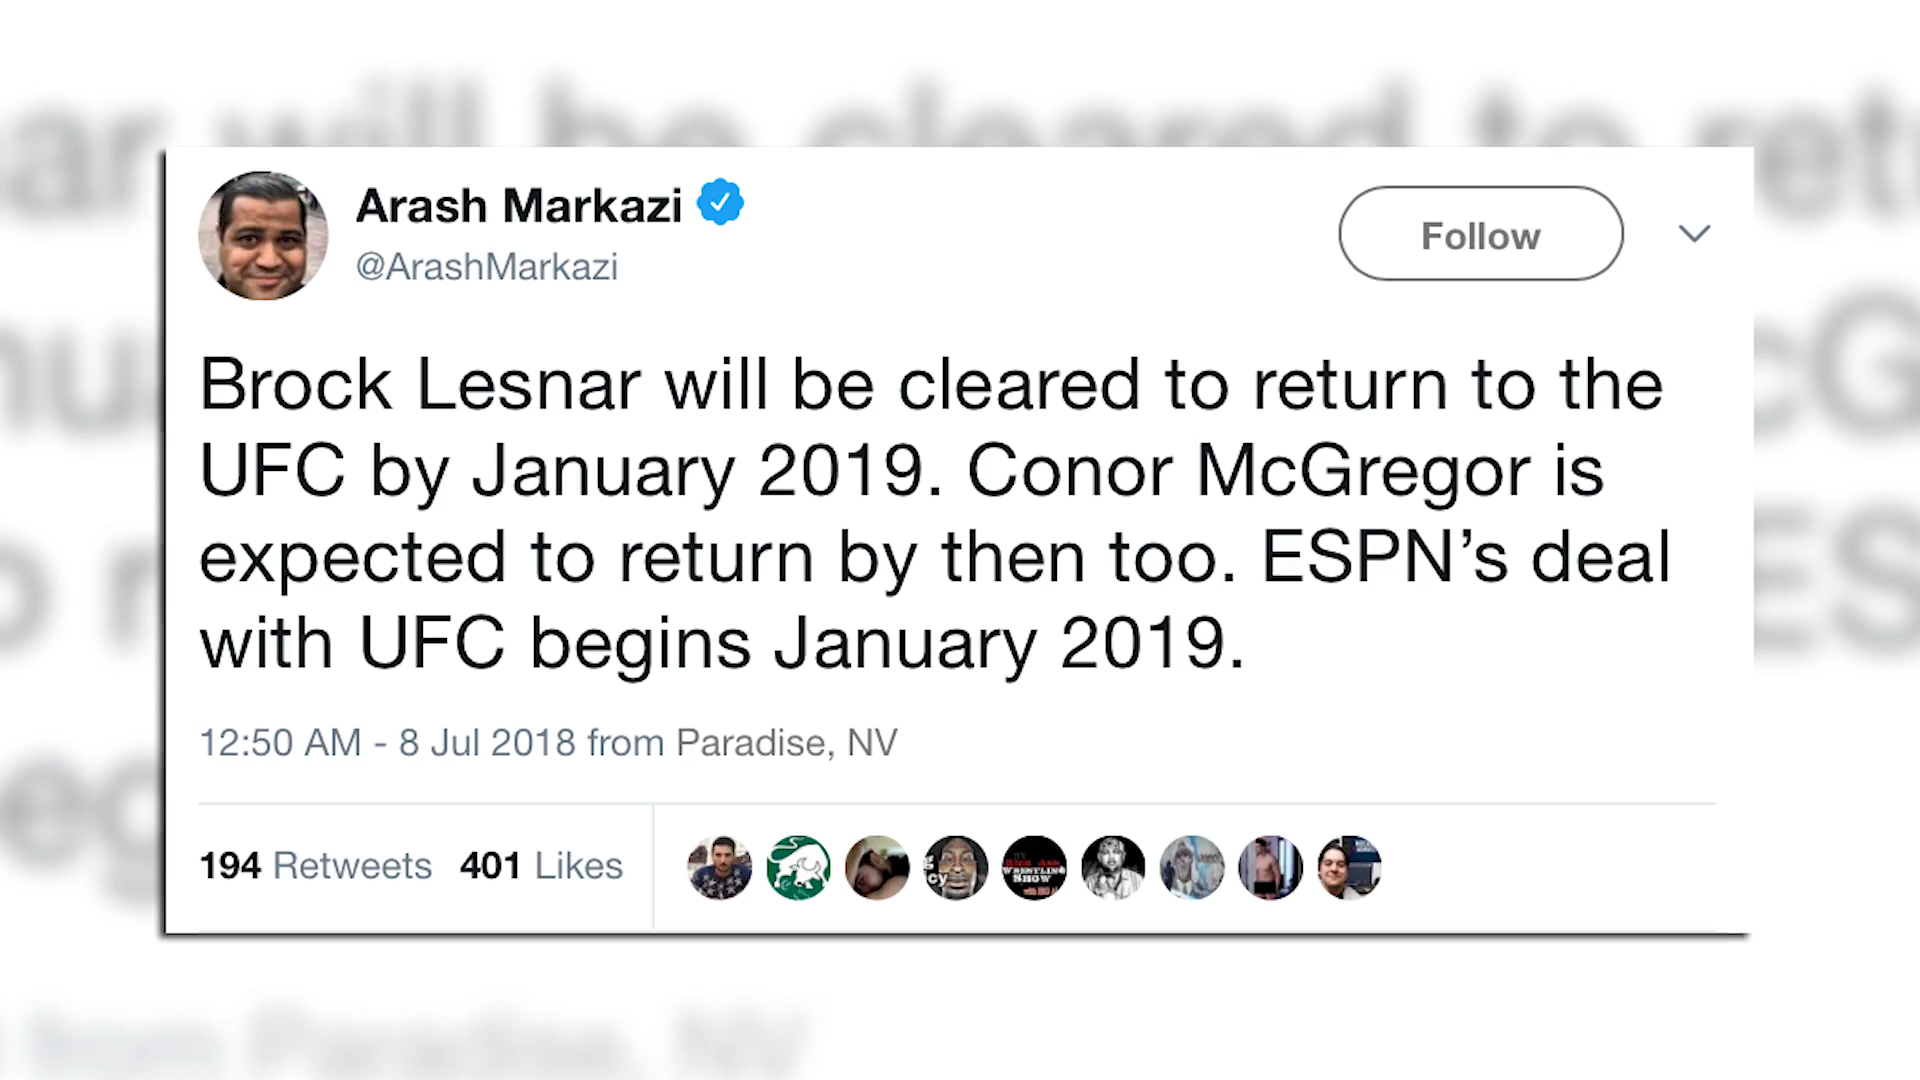 Arash Markazi
@ArashMarkazi
Follow
Brock Lesnar will be cleared to return to the
UFC by January 2019. Conor McGregor is
expected to return by then too. ESPN’s deal
with UFC begins January 2019.
12:50 AM - 8 Jul 2018 from Paradise, NV
194 Retweets 401 Likes